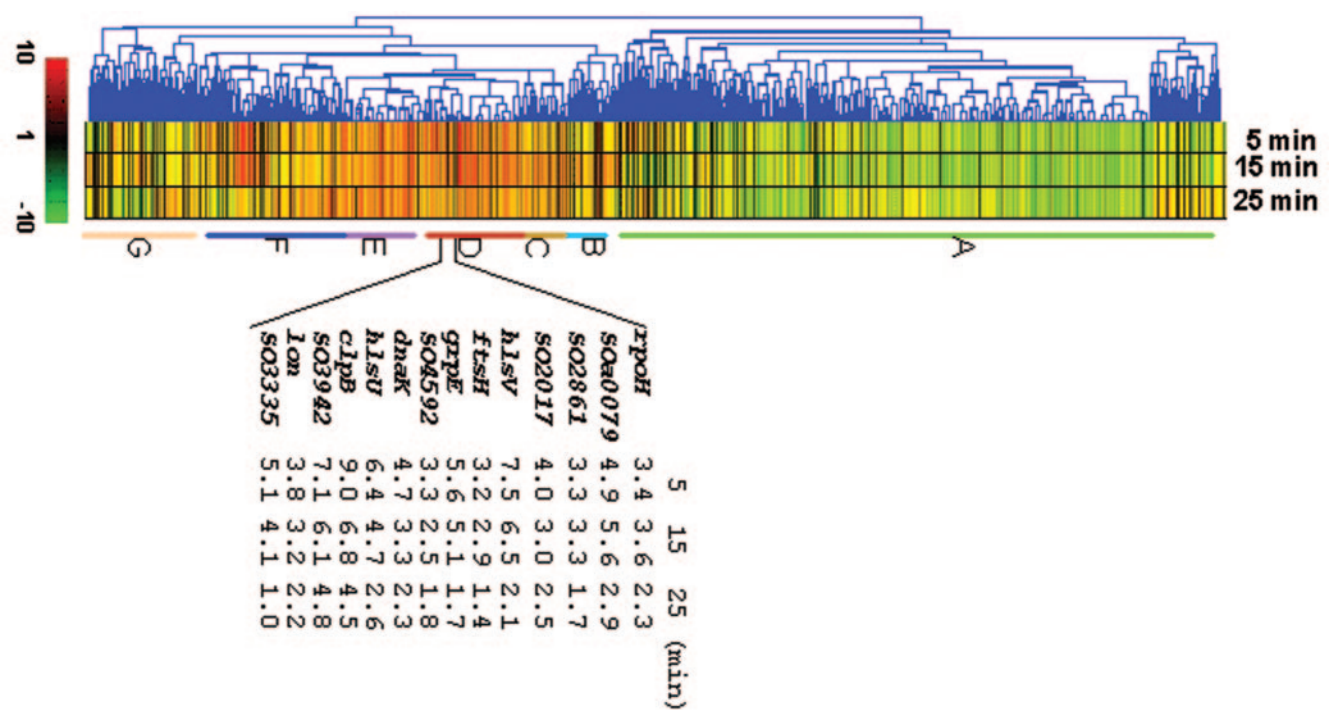 10
1
-10
5 min
15 min
25 min
G
F
E
D
C
B
A
5 15 25 (min)
rpoH 3.4 3.6 2.3
SOa0079 4.9 5.6 2.9
SO2861 3.3 3.3 1.7
SO2017 4.0 3.0 2.5
hlsV 7.5 6.5 2.1
ftsH 3.2 2.9 1.4
grpE 5.6 5.1 1.7
SO4592 3.3 2.5 1.8
dnaK 4.7 3.3 2.3
hlsU 6.4 4.7 2.6
clpB 9.0 6.8 4.5
SO3942 7.1 6.1 4.8
lon 3.8 3.2 2.2
SO3335 5.1 4.1 1.0